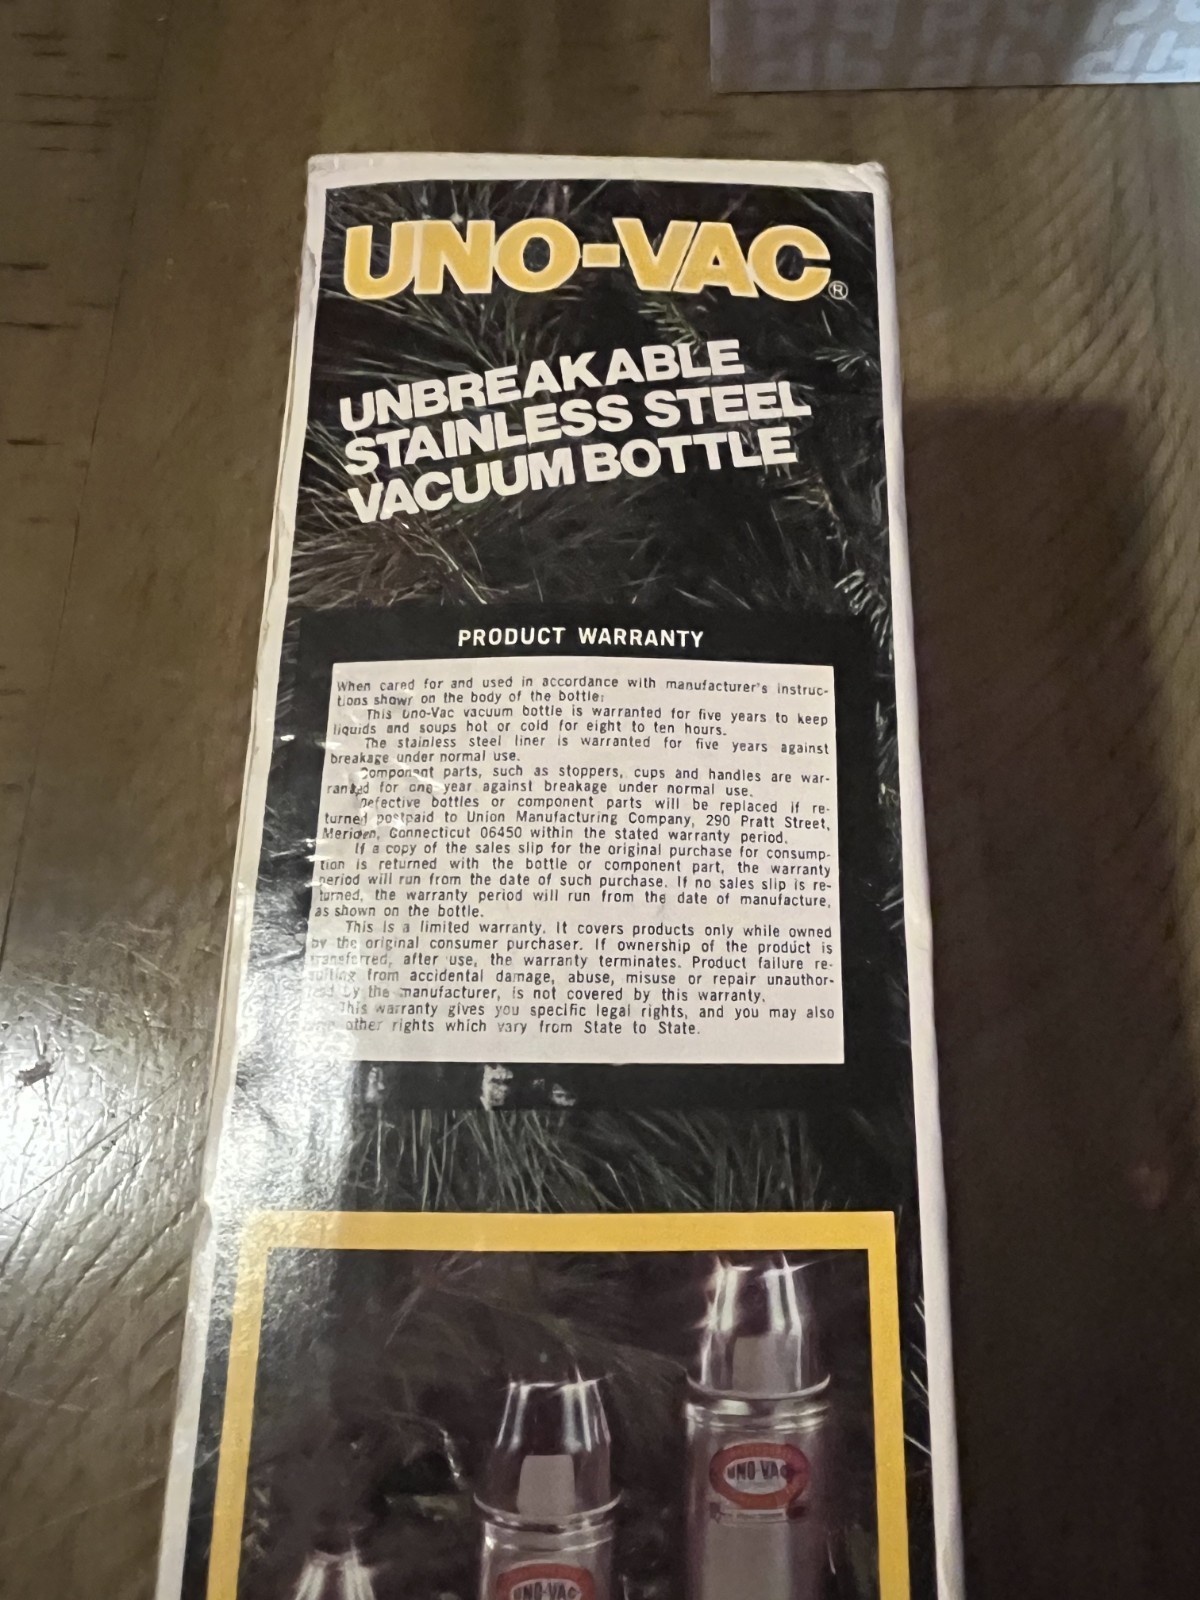 UNO-VAC®
UNBREAKABLE
STAINLESS STEEL
VACUUM BOTTLE
PRODUCT WARRANTY
When cared for and used in accordance with manufacturer's instruc-
tions shown on the body of the bottle:
This Uno-Vac vacuum bottle is warranted for five years to keep
liquids and soups hot or cold for eight to ten hours.
The stainless steel liner is warranted for five years against
breakage under normal use.
Component parts, such as stoppers, cups and handles are war-
ranted for one year against breakage under normal use.
Defective bottles or component parts will be replaced if re-
turned postpaid to Union Manufacturing Company, 290 Pratt Street,
Meriden, Connecticut 06450 within the stated warranty period.
If a copy of the sales slip for the original purchase for consump-
tion is returned with the bottle or component part, the warranty
period will run from the date of such purchase. If no sales slip is re-
turned, the warranty period will run from the date of manufacture,
as shown on the bottle.
This is a limited warranty. It covers products only while owned
by the original consumer purchaser. If ownership of the product is
transferred, after use, the warranty terminates. Product failure re-
sulting from accidental damage, abuse, misuse or repair unauthor-
ized by the manufacturer, is not covered by this warranty.
This warranty gives you specific legal rights, and you may also
have other rights which vary from State to State.
UNO-VAC
UNO-VAC